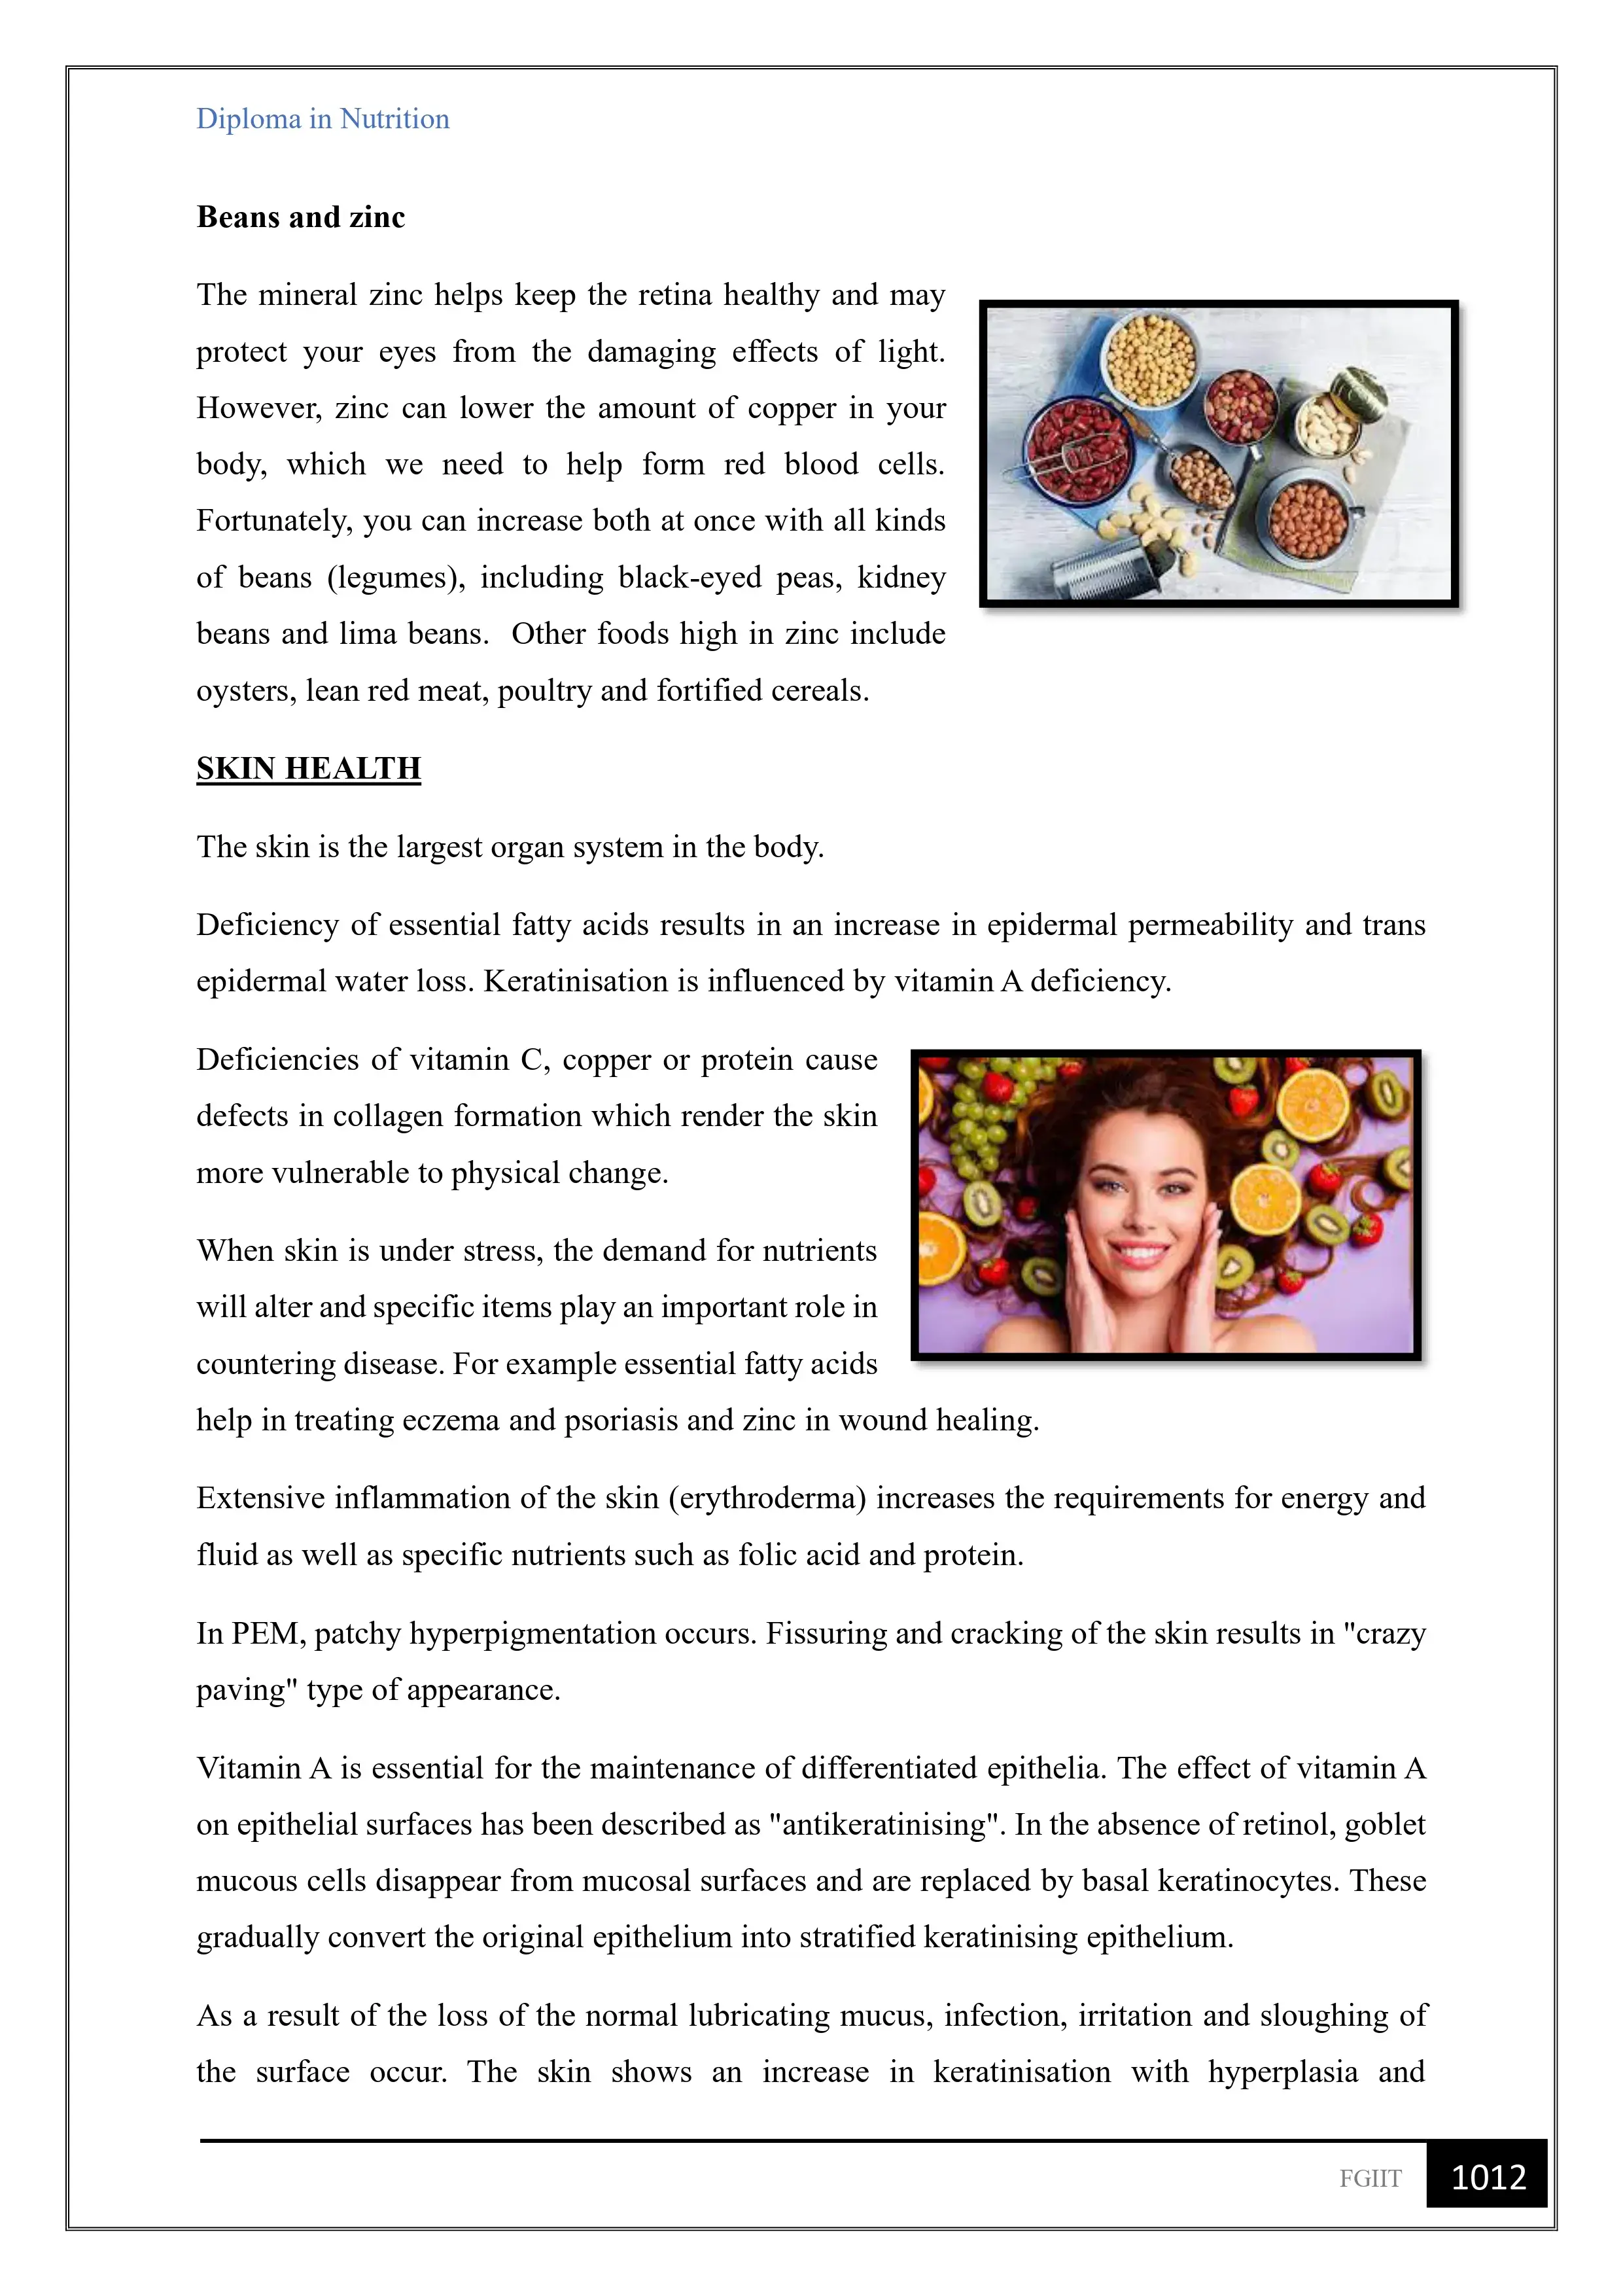 Diploma in Nutrition
Beans and zinc
The mineral zinc helps keep the retina healthy and may
protect your eyes from the damaging effects of light.
However, zinc can lower the amount of copper in your
body, which we need to help form red blood cells.
Fortunately, you can increase both at once with all kinds
of beans (legumes), including black-eyed peas, kidney
beans and lima beans.  Other foods high in zinc include
oysters, lean red meat, poultry and fortified cereals.
SKIN HEALTH
The skin is the largest organ system in the body.
Deficiency of essential fatty acids results in an increase in epidermal permeability and trans
epidermal water loss. Keratinisation is influenced by vitamin A deficiency.
Deficiencies of vitamin C, copper or protein cause
defects in collagen formation which render the skin
more vulnerable to physical change.
When skin is under stress, the demand for nutrients
will alter and specific items play an important role in
countering disease. For example essential fatty acids
help in treating eczema and psoriasis and zinc in wound healing.
Extensive inflammation of the skin (erythroderma) increases the requirements for energy and
fluid as well as specific nutrients such as folic acid and protein.
In PEM, patchy hyperpigmentation occurs. Fissuring and cracking of the skin results in "crazy
paving" type of appearance.
Vitamin A is essential for the maintenance of differentiated epithelia. The effect of vitamin A
on epithelial surfaces has been described as "antikeratinising". In the absence of retinol, goblet
mucous cells disappear from mucosal surfaces and are replaced by basal keratinocytes. These
gradually convert the original epithelium into stratified keratinising epithelium.
As a result of the loss of the normal lubricating mucus, infection, irritation and sloughing of
the surface occur. The skin shows an increase in keratinisation with hyperplasia and
FGIIT 1012